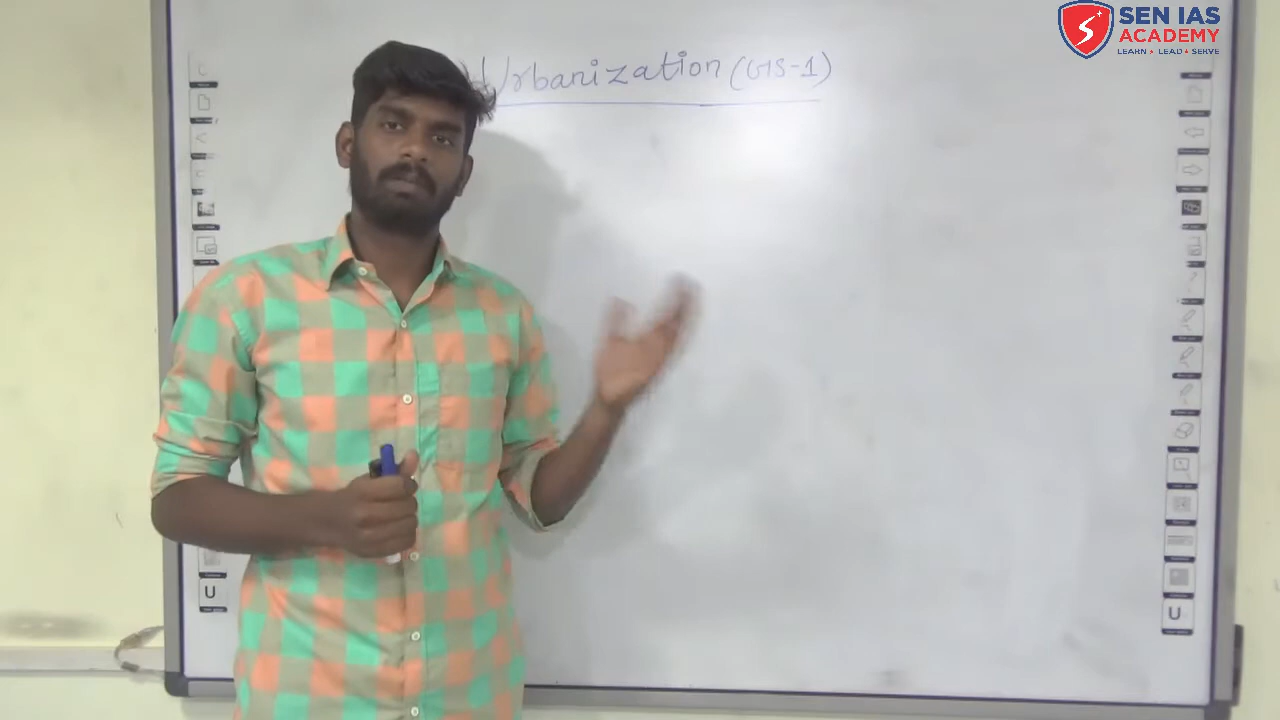 SEN IAS
ACADEMY
LEARN ★ LEAD ★ SERVE
Urbanization (GS-1)
U
U